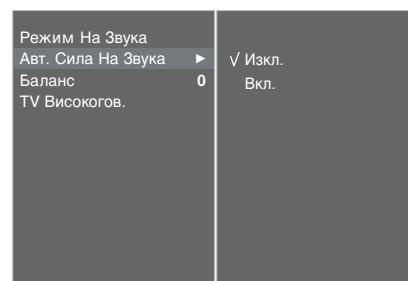 Режим На Звука
Авт. Сила На Звука ►
Баланс 0
TV Високогов.
√ Изкл.
Вкл.